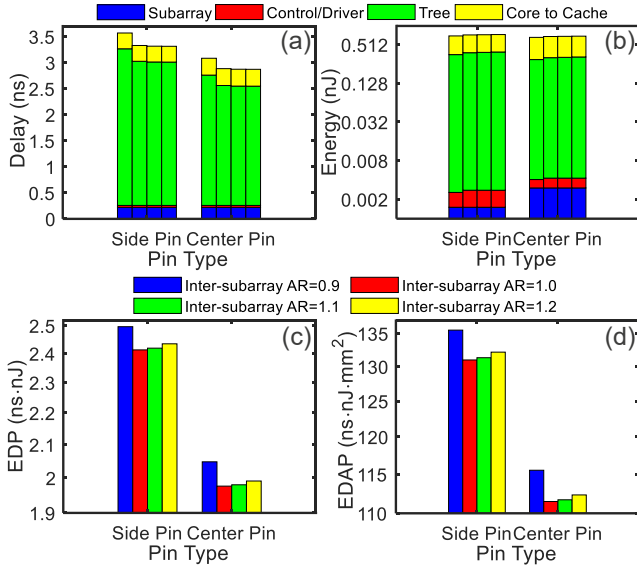 Subarray Control/Driver Tree Core to Cache
(a)
Delay (ns)
3.5
3
2.5
2
1.5
1
0.5
0
Side Pin Center Pin
Pin Type
(b)
Energy (nJ)
0.512
0.128
0.032
0.008
0.002
Side Pin Center Pin
Pin Type
Inter-subarray AR=0.9 Inter-subarray AR=1.0
Inter-subarray AR=1.1 Inter-subarray AR=1.2
(c)
EDP (ns·nJ)
2.5
2.4
2.3
2.2
2.1
2
1.9
Side Pin Center Pin
Pin Type
(d)
EDAP (ns·nJ·mm²)
135
130
125
120
115
110
Side Pin Center Pin
Pin Type